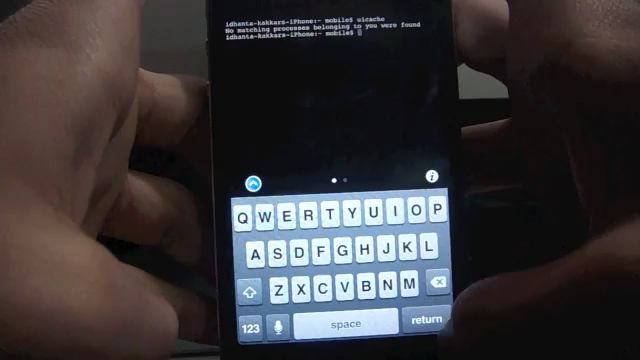 idhanta-kakkars-iPhone:~ mobile$ uicache
No matching processes belonging to you were found
idhanta-kakkars-iPhone:~ mobile$
i
Q W E R T Y U I O P
A S D F G H J K L
Z X C V B N M
123 space return